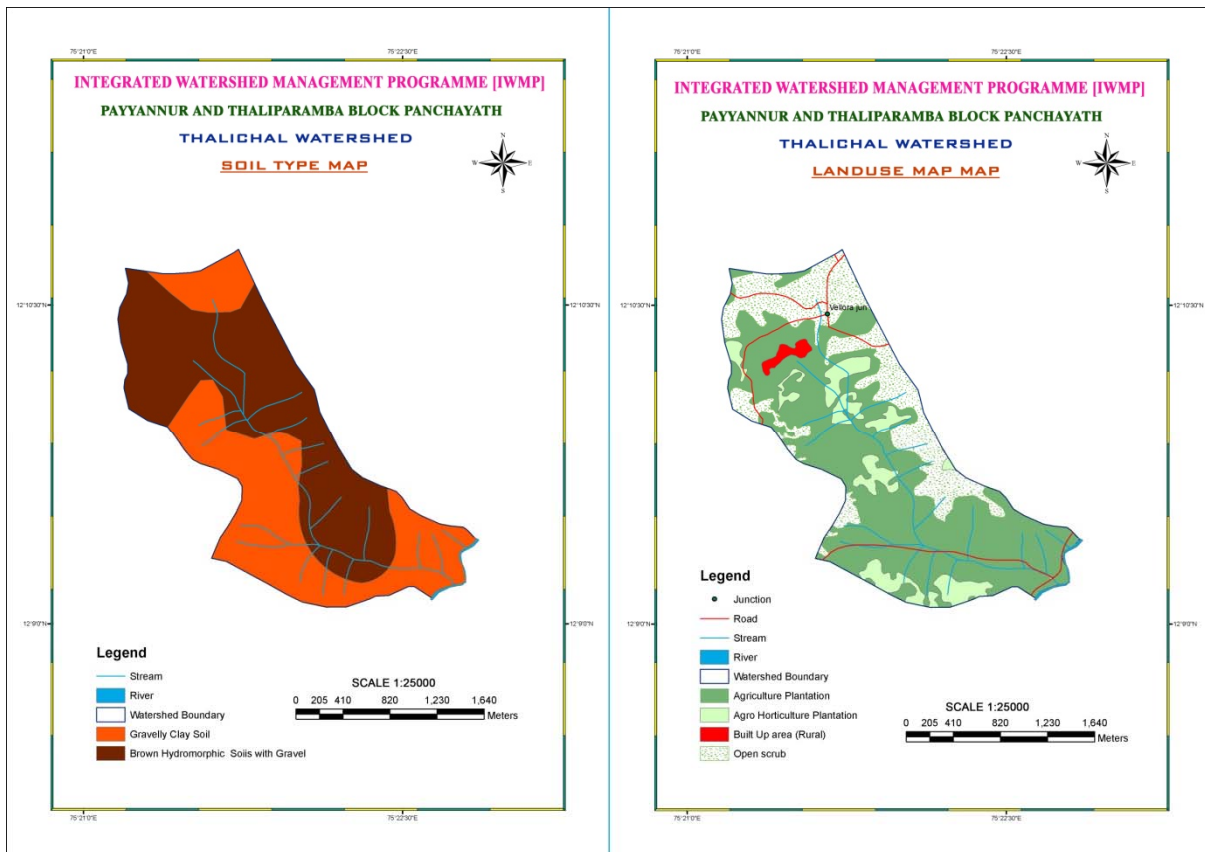 75°21'0"E
75°22'30"E
INTEGRATED WATERSHED MANAGEMENT PROGRAMME [IWMP]
PAYYANNUR AND THALIPARAMBA BLOCK PANCHAYATH
THALICHAL WATERSHED
SOIL TYPE MAP
N
W
E
S
12°10'30"N
12°10'30"N
12°9'0"N
12°9'0"N
Legend
Stream
River
Watershed Boundary
Gravelly Clay Soil
Brown Hydromorphic Soils with Gravel
SCALE 1:25000
0 205 410 820 1,230 1,640
Meters
75°21'0"E
75°22'30"E
75°21'0"E
75°22'30"E
INTEGRATED WATERSHED MANAGEMENT PROGRAMME [IWMP]
PAYYANNUR AND THALIPARAMBA BLOCK PANCHAYATH
THALICHAL WATERSHED
LANDUSE MAP MAP
N
W
E
S
12°10'30"N
12°10'30"N
Vellora jun
12°9'0"N
12°9'0"N
Legend
Junction
Road
Stream
River
Watershed Boundary
Agriculture Plantation
Agro Horticulture Plantation
Built Up area (Rural)
Open scrub
SCALE 1:25000
0 205 410 820 1,230 1,640
Meters
75°21'0"E
75°22'30"E